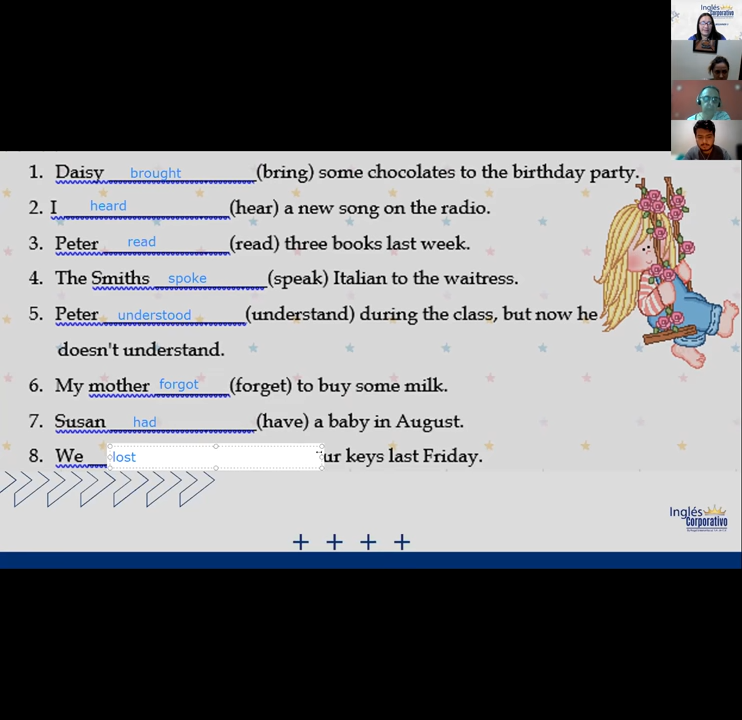 Inglés
Corporativo
1. Daisy brought (bring) some chocolates to the birthday party.
2. I heard (hear) a new song on the radio.
3. Peter read (read) three books last week.
4. The Smiths spoke (speak) Italian to the waitress.
5. Peter understood (understand) during the class, but now he
doesn't understand.
6. My mother forgot (forget) to buy some milk.
7. Susan had (have) a baby in August.
8. We lost ur keys last Friday.
Inglés
Corporativo